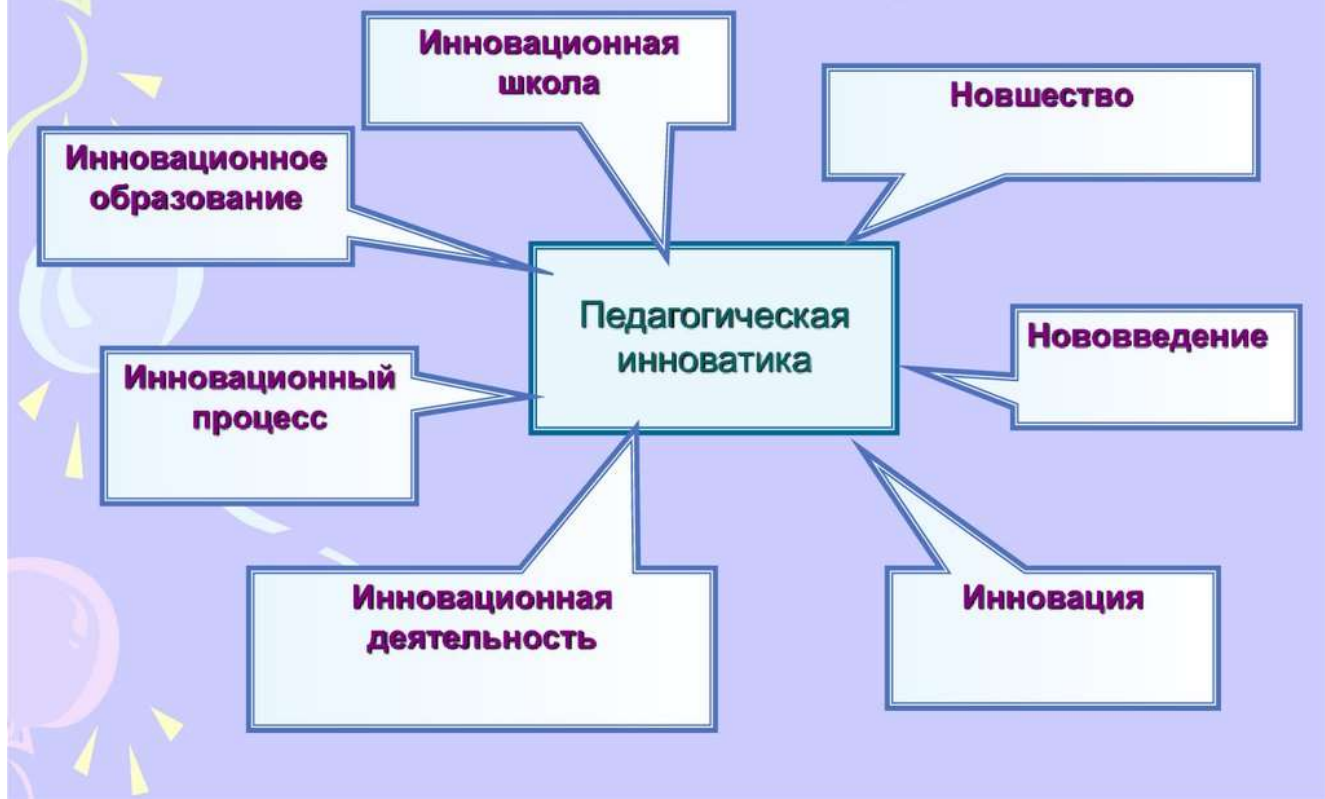 Инновационная
школа
Новшество
Инновационное
образование
Педагогическая
инноватика
Нововведение
Инновационный
процесс
Инновационная
деятельность
Инновация